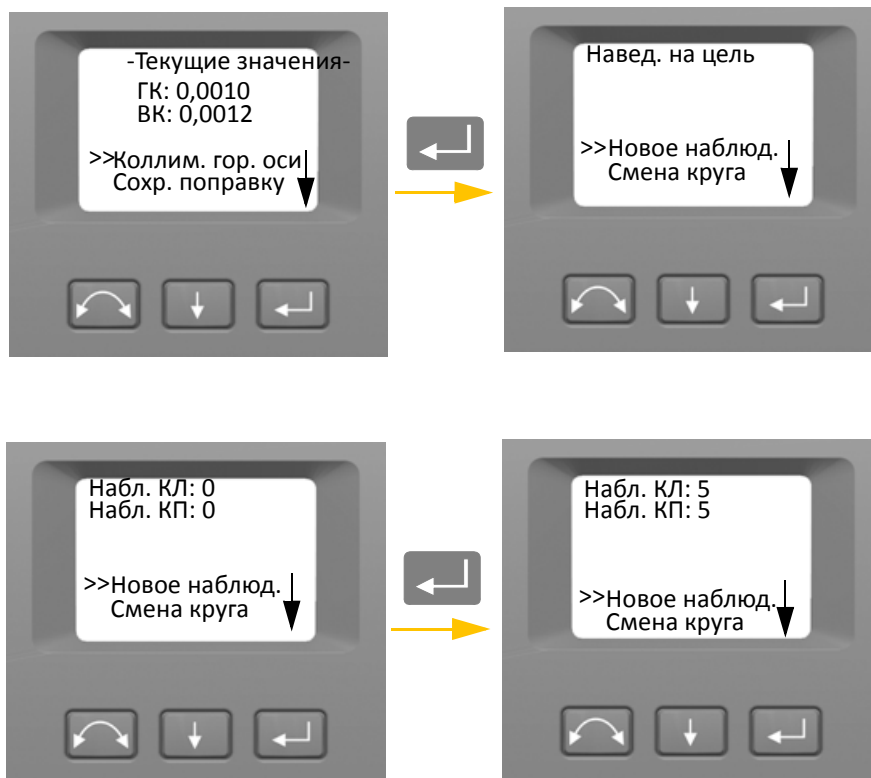 -Текущие значения-
ГК: 0,0010
ВК: 0,0012
>>Коллим. гор. оси
Сохр. поправку
Навед. на цель
>>Новое наблюд.
Смена круга
Набл. КЛ: 0
Набл. КП: 0
>>Новое наблюд.
Смена круга
Набл. КЛ: 5
Набл. КП: 5
>>Новое наблюд.
Смена круга